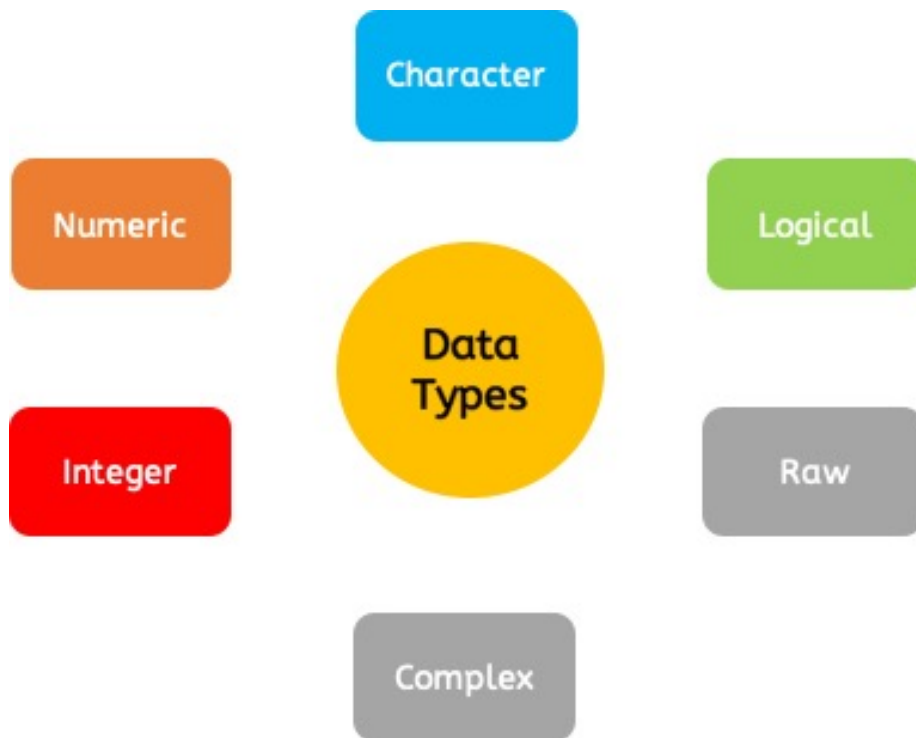 Character
Numeric
Logical
Data
Types
Integer
Raw
Complex